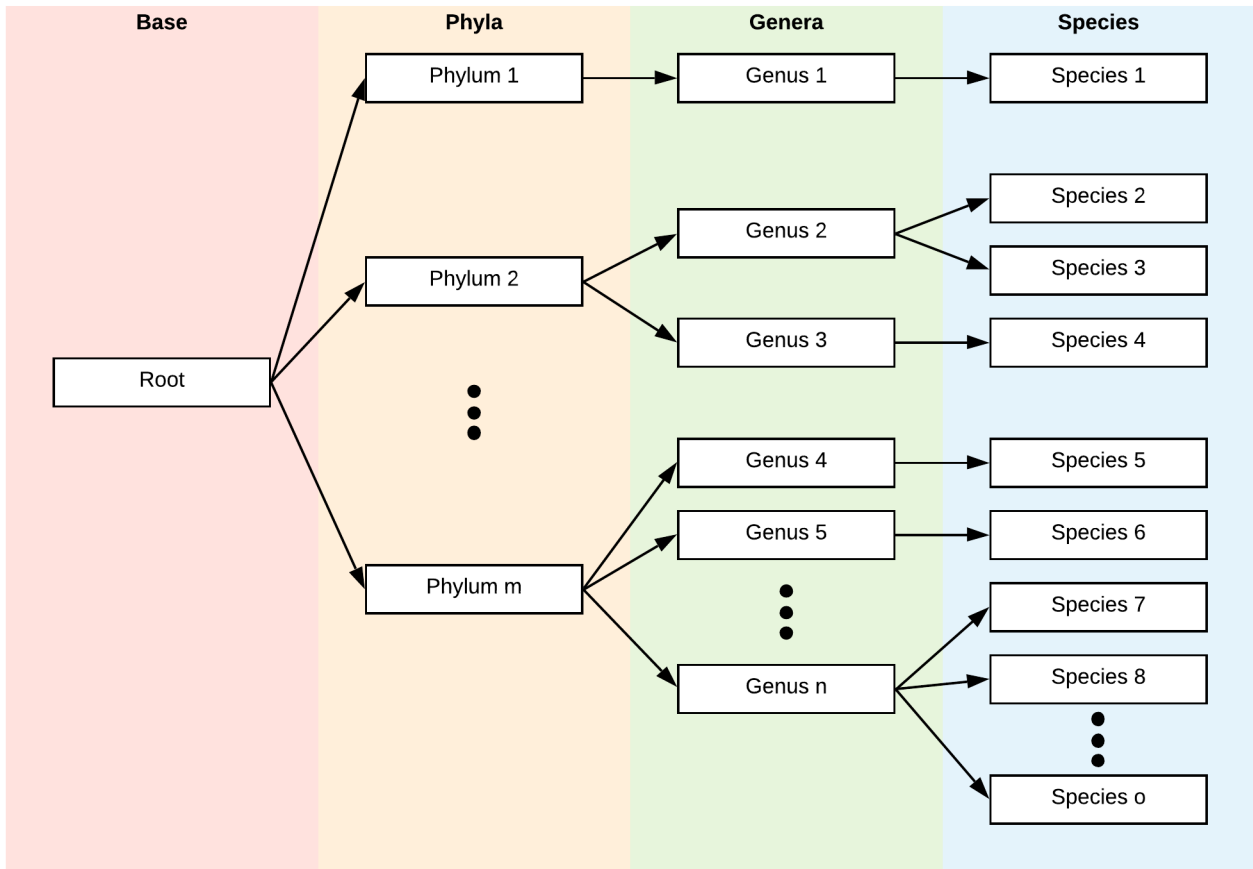 Base
Phyla
Genera
Species
Phylum 1
Genus 1
Species 1
Species 2
Genus 2
Species 3
Phylum 2
Genus 3
Species 4
Root
Genus 4
Species 5
Genus 5
Species 6
Phylum m
Species 7
Genus n
Species 8
Species o